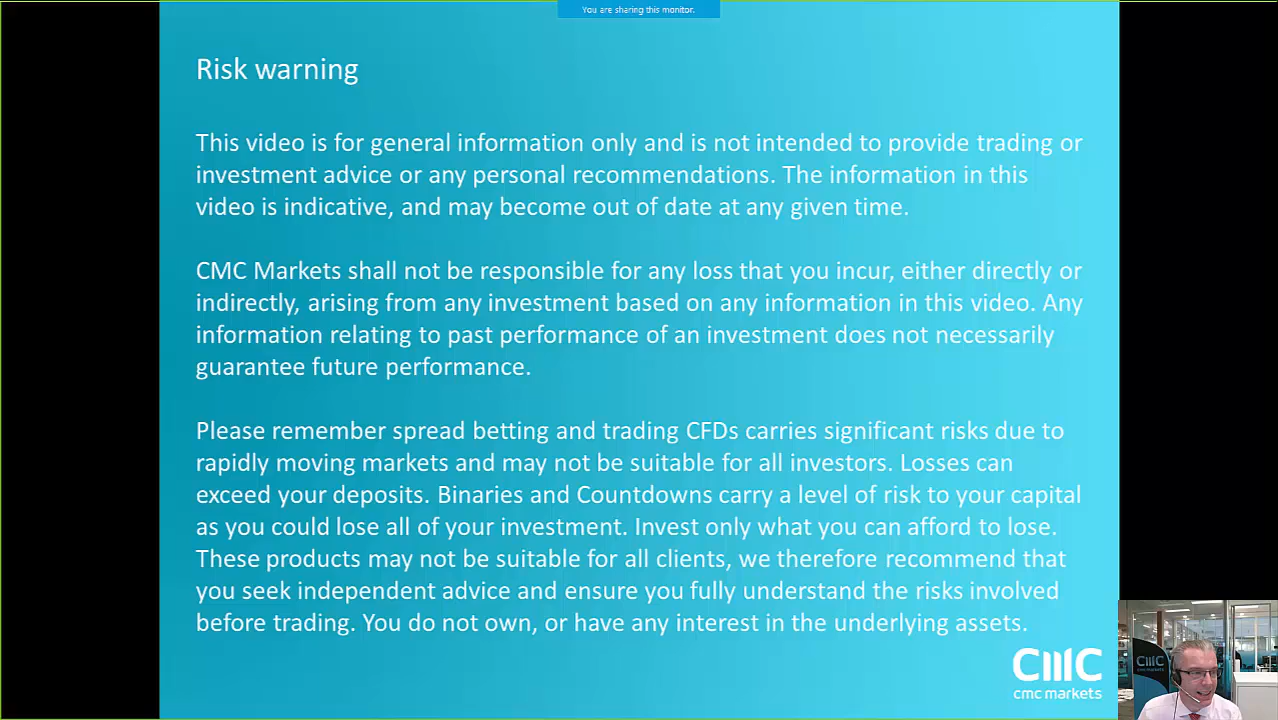 You are sharing this monitor.
Risk warning
This video is for general information only and is not intended to provide trading or
investment advice or any personal recommendations. The information in this
video is indicative, and may become out of date at any given time.
CMC Markets shall not be responsible for any loss that you incur, either directly or
indirectly, arising from any investment based on any information in this video. Any
information relating to past performance of an investment does not necessarily
guarantee future performance.
Please remember spread betting and trading CFDs carries significant risks due to
rapidly moving markets and may not be suitable for all investors. Losses can
exceed your deposits. Binaries and Countdowns carry a level of risk to your capital
as you could lose all of your investment. Invest only what you can afford to lose.
These products may not be suitable for all clients, we therefore recommend that
you seek independent advice and ensure you fully understand the risks involved
before trading. You do not own, or have any interest in the underlying assets.
CMC
cmc markets
CMC
cmc markets